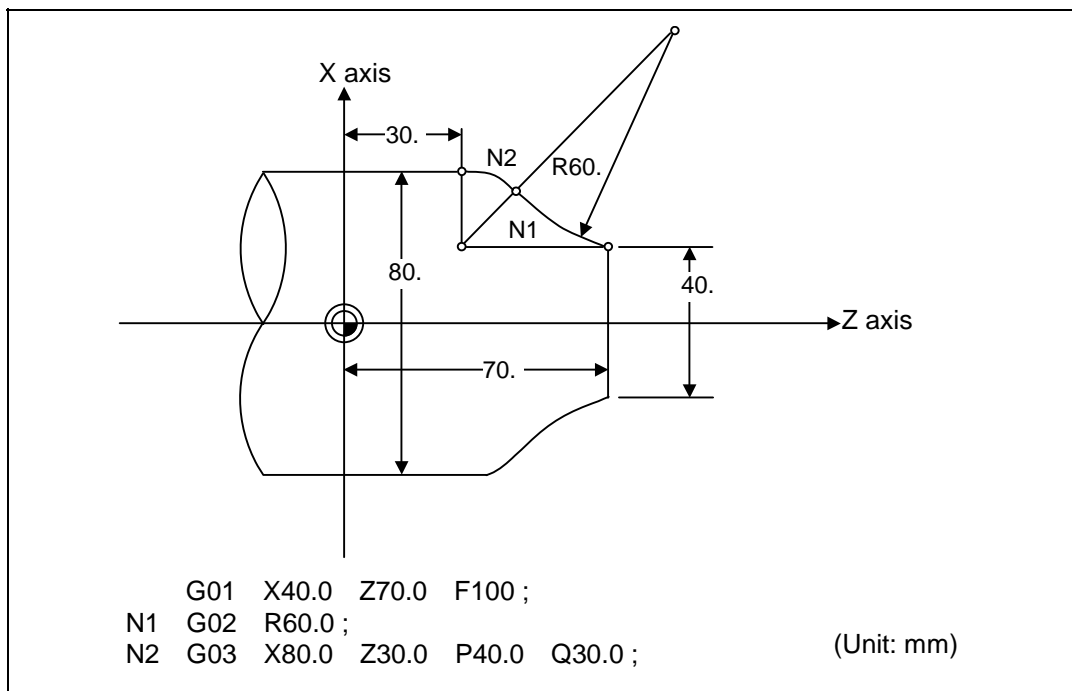 X axis
30.
N2
R60.
N1
80.
40.
Z axis
70.
G01 X40.0 Z70.0 F100 ;
N1 G02 R60.0 ;
N2 G03 X80.0 Z30.0 P40.0 Q30.0 ;
(Unit: mm)